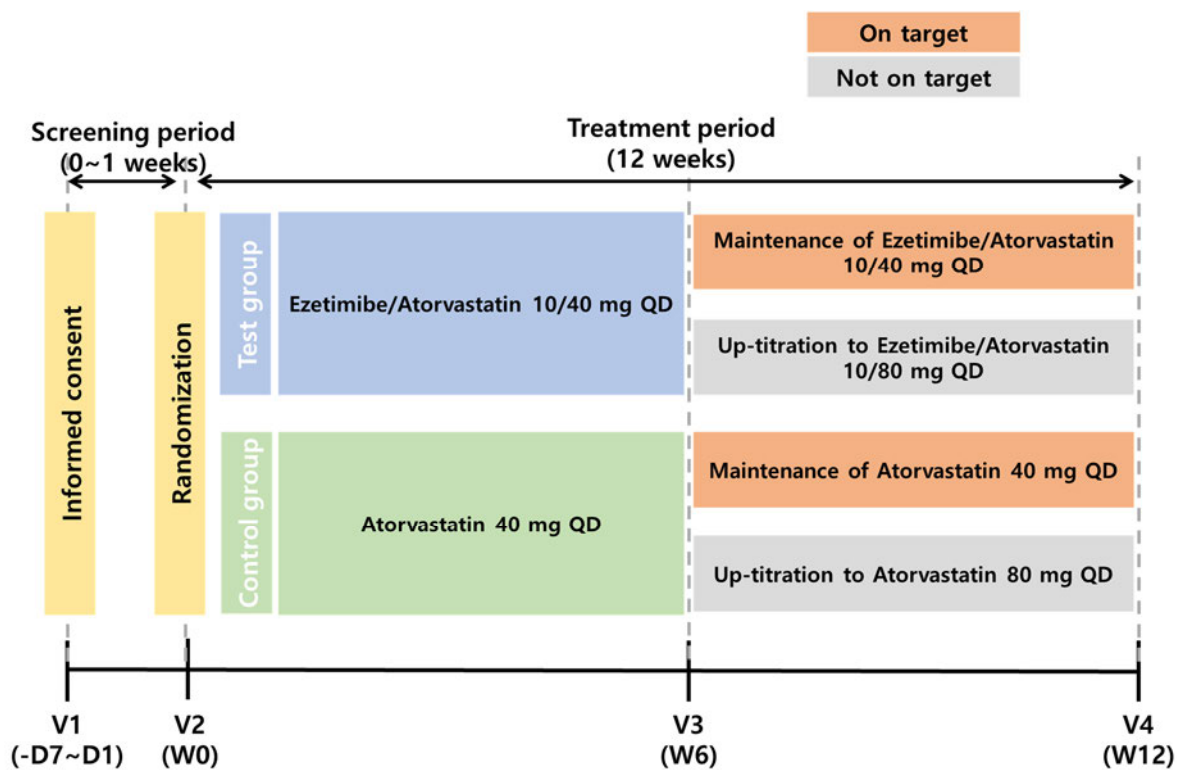 On target
Not on target
Screening period
(0~1 weeks)
Treatment period
(12 weeks)
Informed consent
Randomization
Test group
Ezetimibe/Atorvastatin 10/40 mg QD
Maintenance of Ezetimibe/Atorvastatin
10/40 mg QD
Up-titration to Ezetimibe/Atorvastatin
10/80 mg QD
Control group
Atorvastatin 40 mg QD
Maintenance of Atorvastatin 40 mg QD
Up-titration to Atorvastatin 80 mg QD
V1
(-D7~D1)
V2
(W0)
V3
(W6)
V4
(W12)